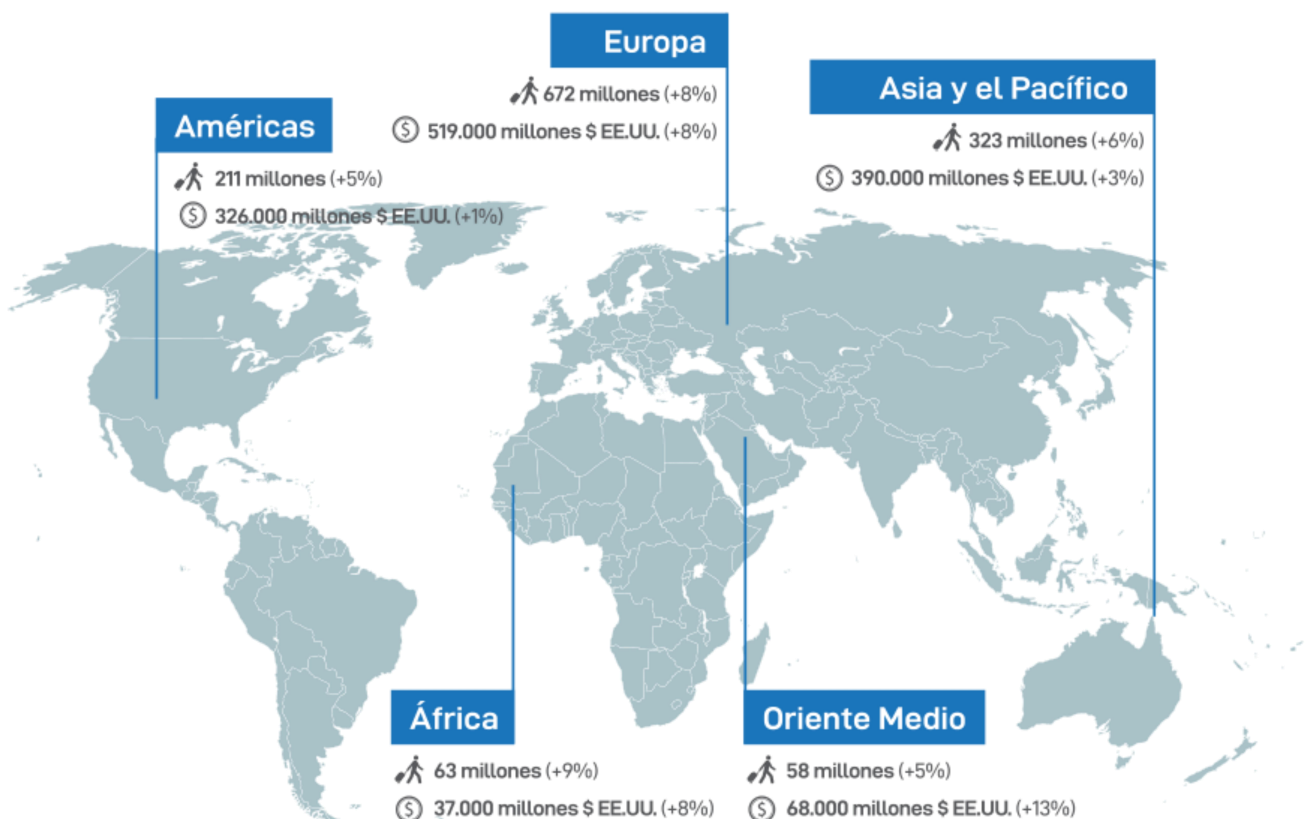 Europa
672 millones (+8%)
519.000 millones $ EE.UU. (+8%)
Asia y el Pacífico
323 millones (+6%)
390.000 millones $ EE.UU. (+3%)
Américas
211 millones (+5%)
326.000 millones $ EE.UU. (+1%)
África
63 millones (+9%)
37.000 millones $ EE.UU. (+8%)
Oriente Medio
58 millones (+5%)
68.000 millones $ EE.UU. (+13%)